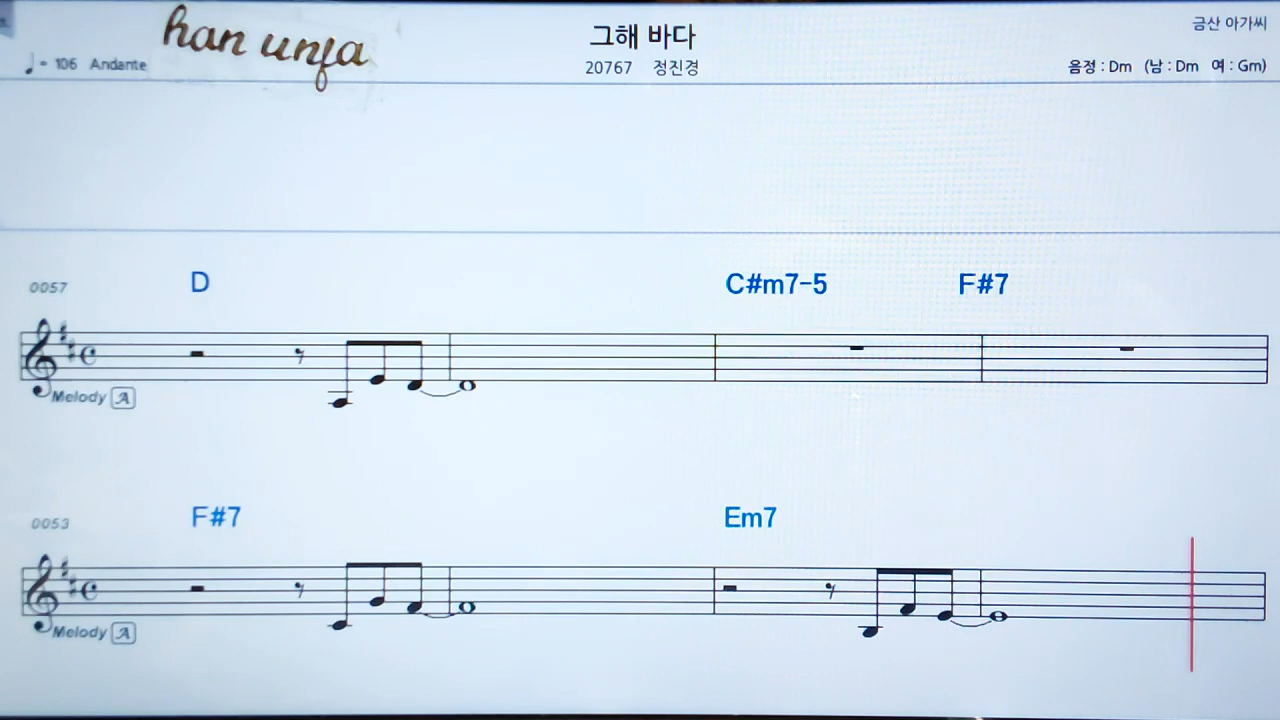 han unfa
그해 바다
금산 아가씨
♩ = 106 Andante
20767 정진경
음정 : Dm (남 : Dm 여 : Gm)
0057
D C#m7-5 F#7
Melody A
0053
F#7 Em7
Melody A